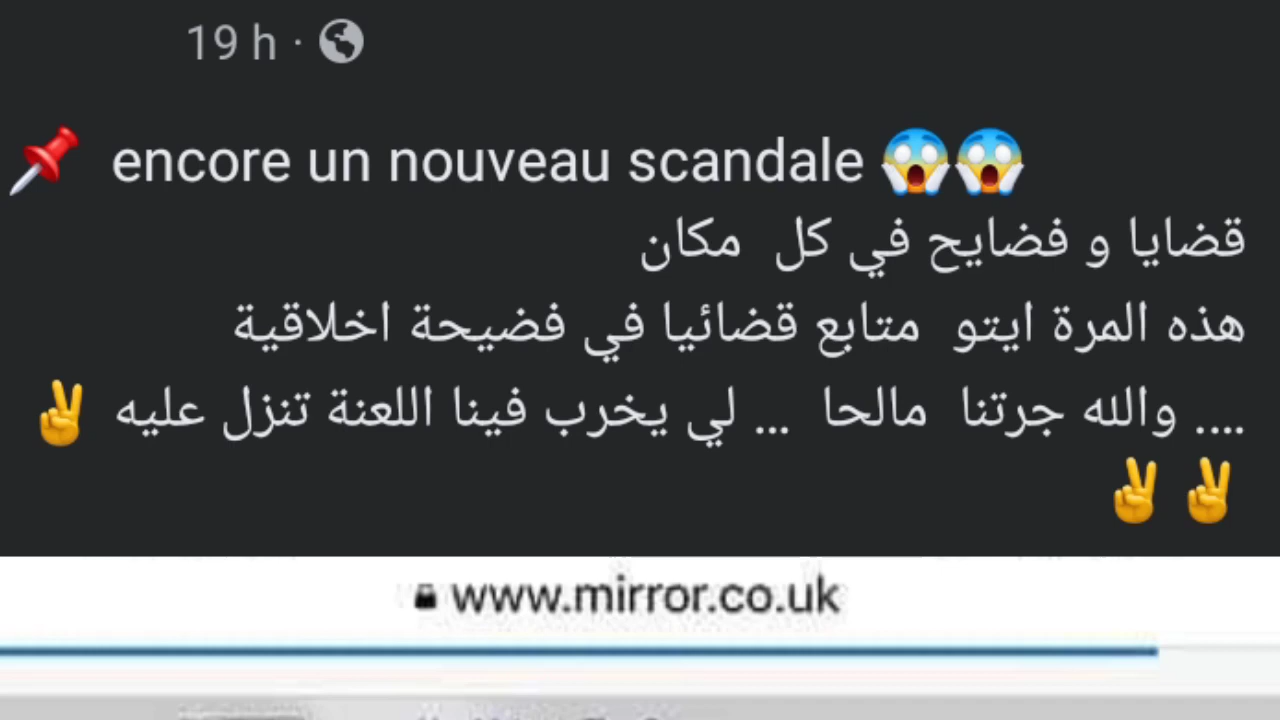 19 h ·
📌 encore un nouveau scandale 😱😱
قضايا و فضايح في كل مكان
هذه المرة ايتو متابع قضائيا في فضيحة اخلاقية
.... والله جرتنا مالحا ... لي يخرب فينا اللعنة تنزل عليه ✌️
✌️ ✌️
www.mirror.co.uk